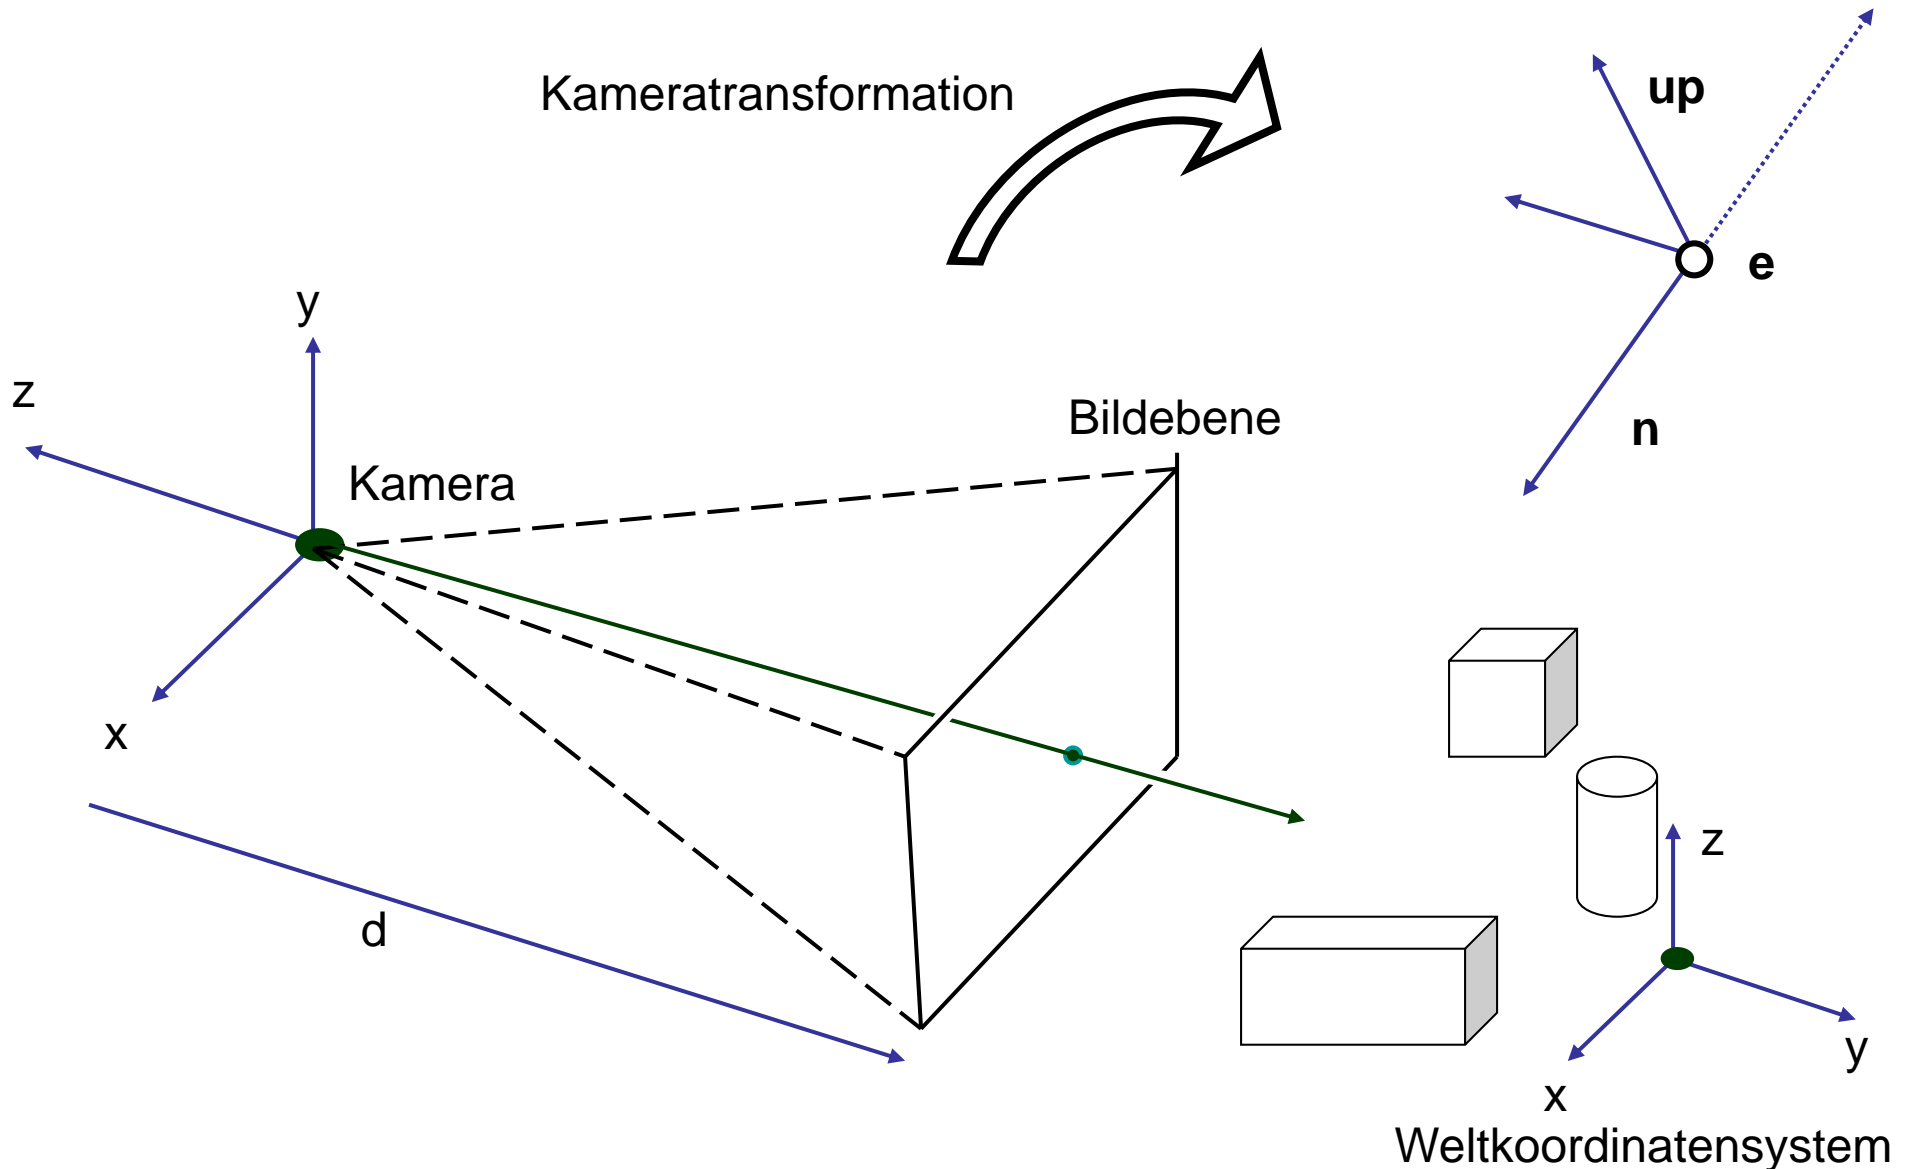 Kameratransformation
up
e
y
z
Bildebene
n
Kamera
x
d
z
y
x
Weltkoordinatensystem